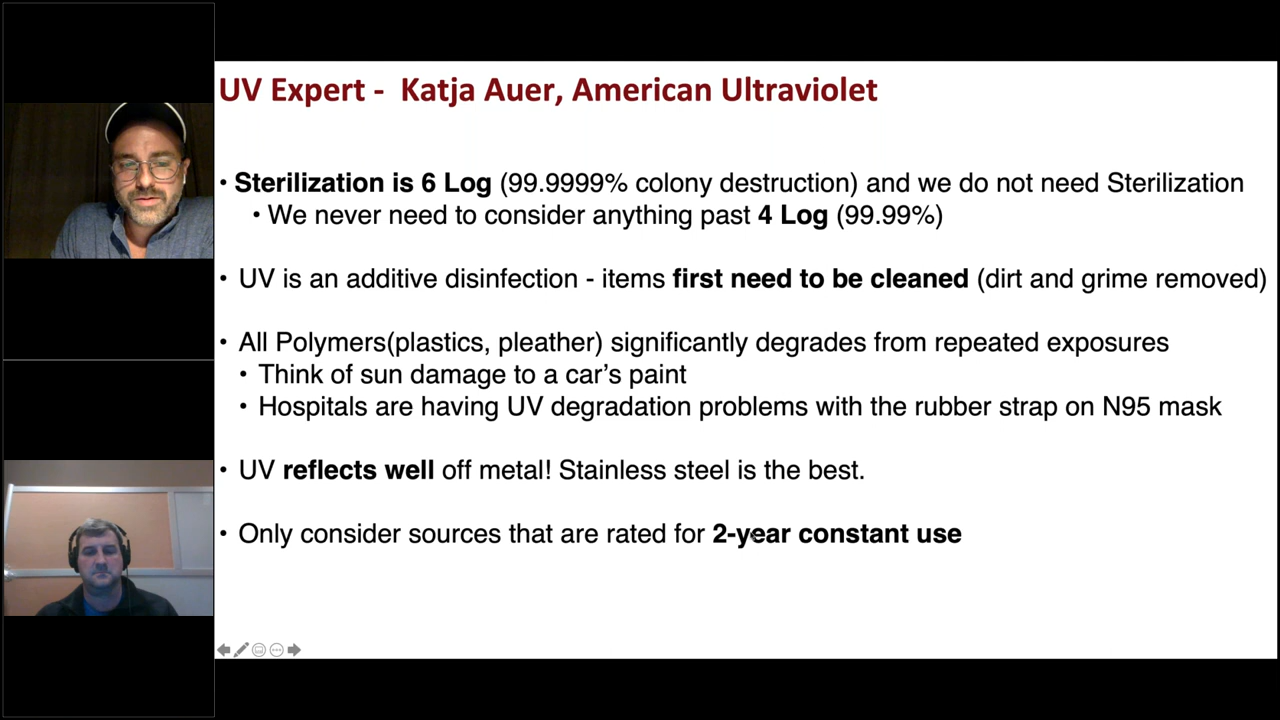 UV Expert - Katja Auer, American Ultraviolet
• Sterilization is 6 Log (99.9999% colony destruction) and we do not need Sterilization
• We never need to consider anything past 4 Log (99.99%)
• UV is an additive disinfection - items first need to be cleaned (dirt and grime removed)
• All Polymers(plastics, pleather) significantly degrades from repeated exposures
• Think of sun damage to a car’s paint
• Hospitals are having UV degradation problems with the rubber strap on N95 mask
• UV reflects well off metal! Stainless steel is the best.
• Only consider sources that are rated for 2-year constant use